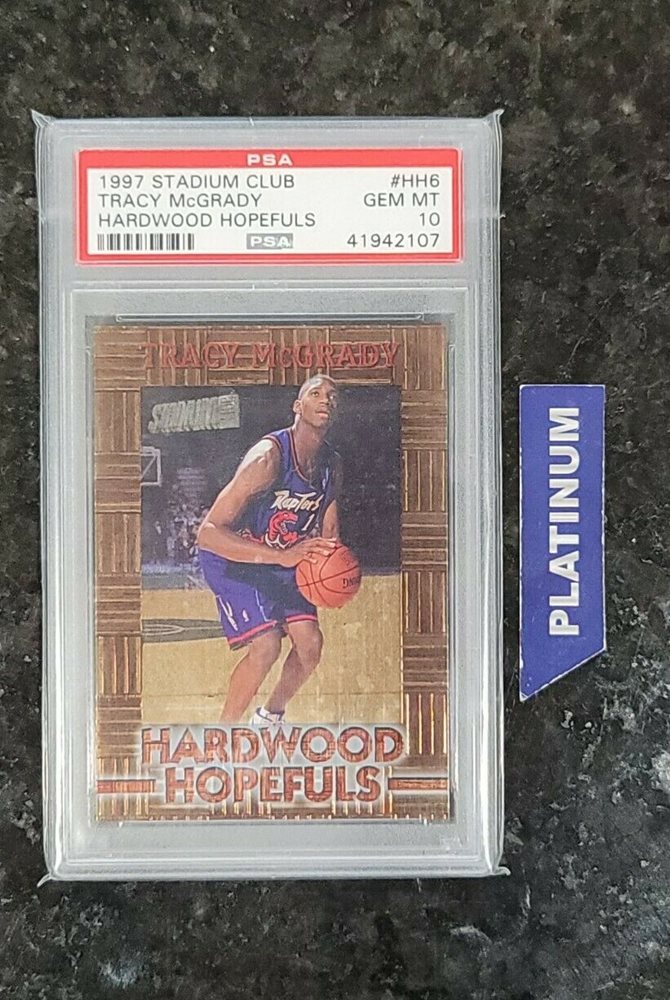 PSA
1997 STADIUM CLUB #HH6
TRACY McGRADY GEM MT
HARDWOOD HOPEFULS 10
PSA 41942107
TRACY McGRADY
STADIUM
RAPTORS
1
HARDWOOD
HOPEFULS
PLATINUM